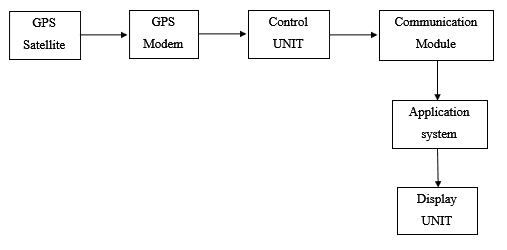 GPS
Satellite
GPS
Modem
Control
UNIT
Communication
Module
Application
system
Display
UNIT